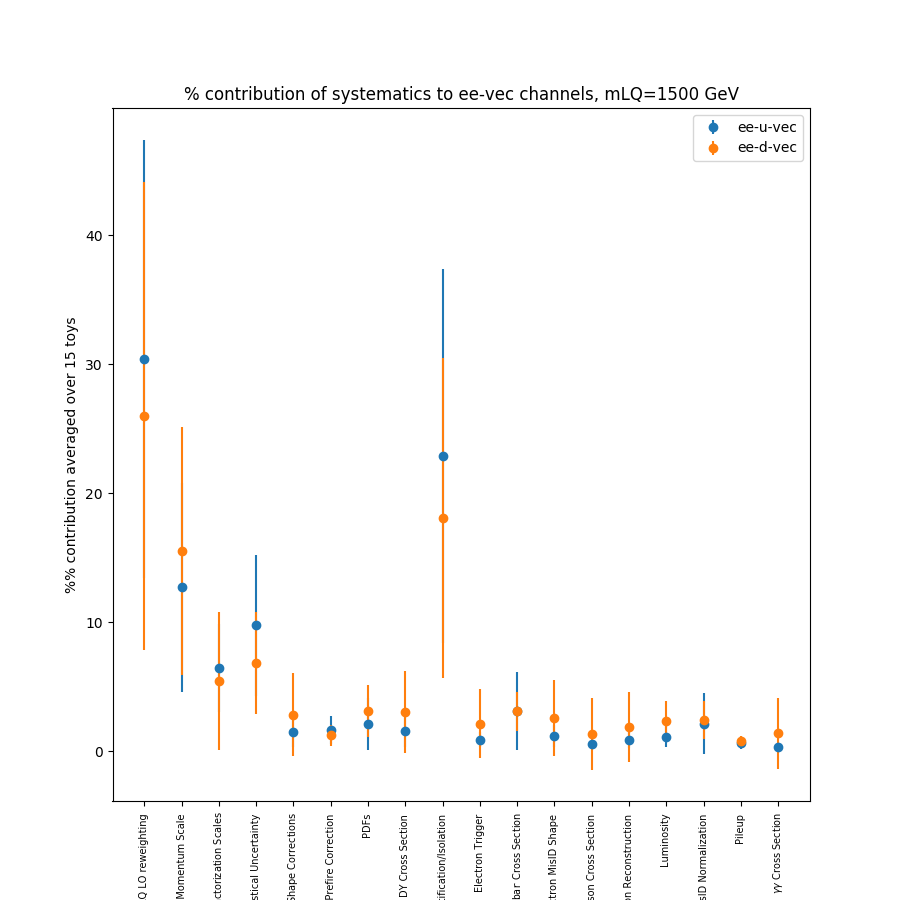 % contribution of systematics to ee-vec channels, mLQ=1500 GeV
ee-u-vec
ee-d-vec
%% contribution averaged over 15 toys
40
30
20
10
0
Q LO reweighting
Momentum Scale
ctorization Scales
stical Uncertainty
Shape Corrections
Prefire Correction
PDFs
DY Cross Section
tification/Isolation
Electron Trigger
bar Cross Section
tron MisID Shape
son Cross Section
on Reconstruction
Luminosity
sID Normalization
Pileup
γγ Cross Section